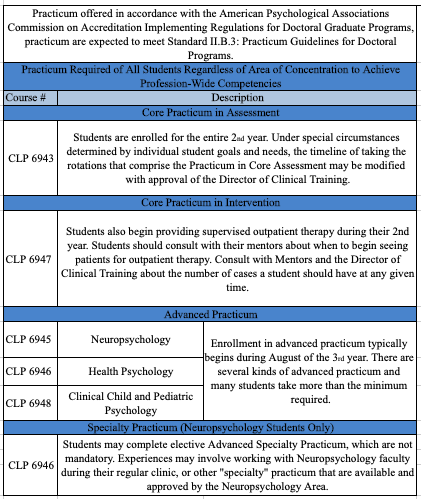 Practicum offered in accordance with the American Psychological Associations
Commission on Accreditation Implementing Regulations for Doctoral Graduate Programs,
practicum are expected to meet Standard II.B.3: Practicum Guidelines for Doctoral
Programs.
Practicum Required of All Students Regardless of Area of Concentration to Achieve
Profession-Wide Competencies
Course # Description
Core Practicum in Assessment
CLP 6943
Students are enrolled for the entire 2nd year. Under special circumstances
determined by individual student goals and needs, the timeline of taking the
rotations that comprise the Practicum in Core Assessment may be modified
with approval of the Director of Clinical Training.
Core Practicum in Intervention
CLP 6947
Students also begin providing supervised outpatient therapy during their 2nd
year. Students should consult with their mentors about when to begin seeing
patients for outpatient therapy. Consult with Mentors and the Director of
Clinical Training about the number of cases a student should have at any given
time.
Advanced Practicum
CLP 6945 Neuropsychology
CLP 6946 Health Psychology
CLP 6948 Clinical Child and Pediatric
Psychology
Enrollment in advanced practicum typically
begins during August of the 3rd year. There are
several kinds of advanced practicum and
many students take more than the minimum
required.
Specialty Practicum (Neuropsychology Students Only)
CLP 6946
Students may complete elective Advanced Specialty Practicum, which are not
mandatory. Experiences may involve working with Neuropsychology faculty
during their regular clinic, or other "specialty" practicum that are available and
approved by the Neuropsychology Area.